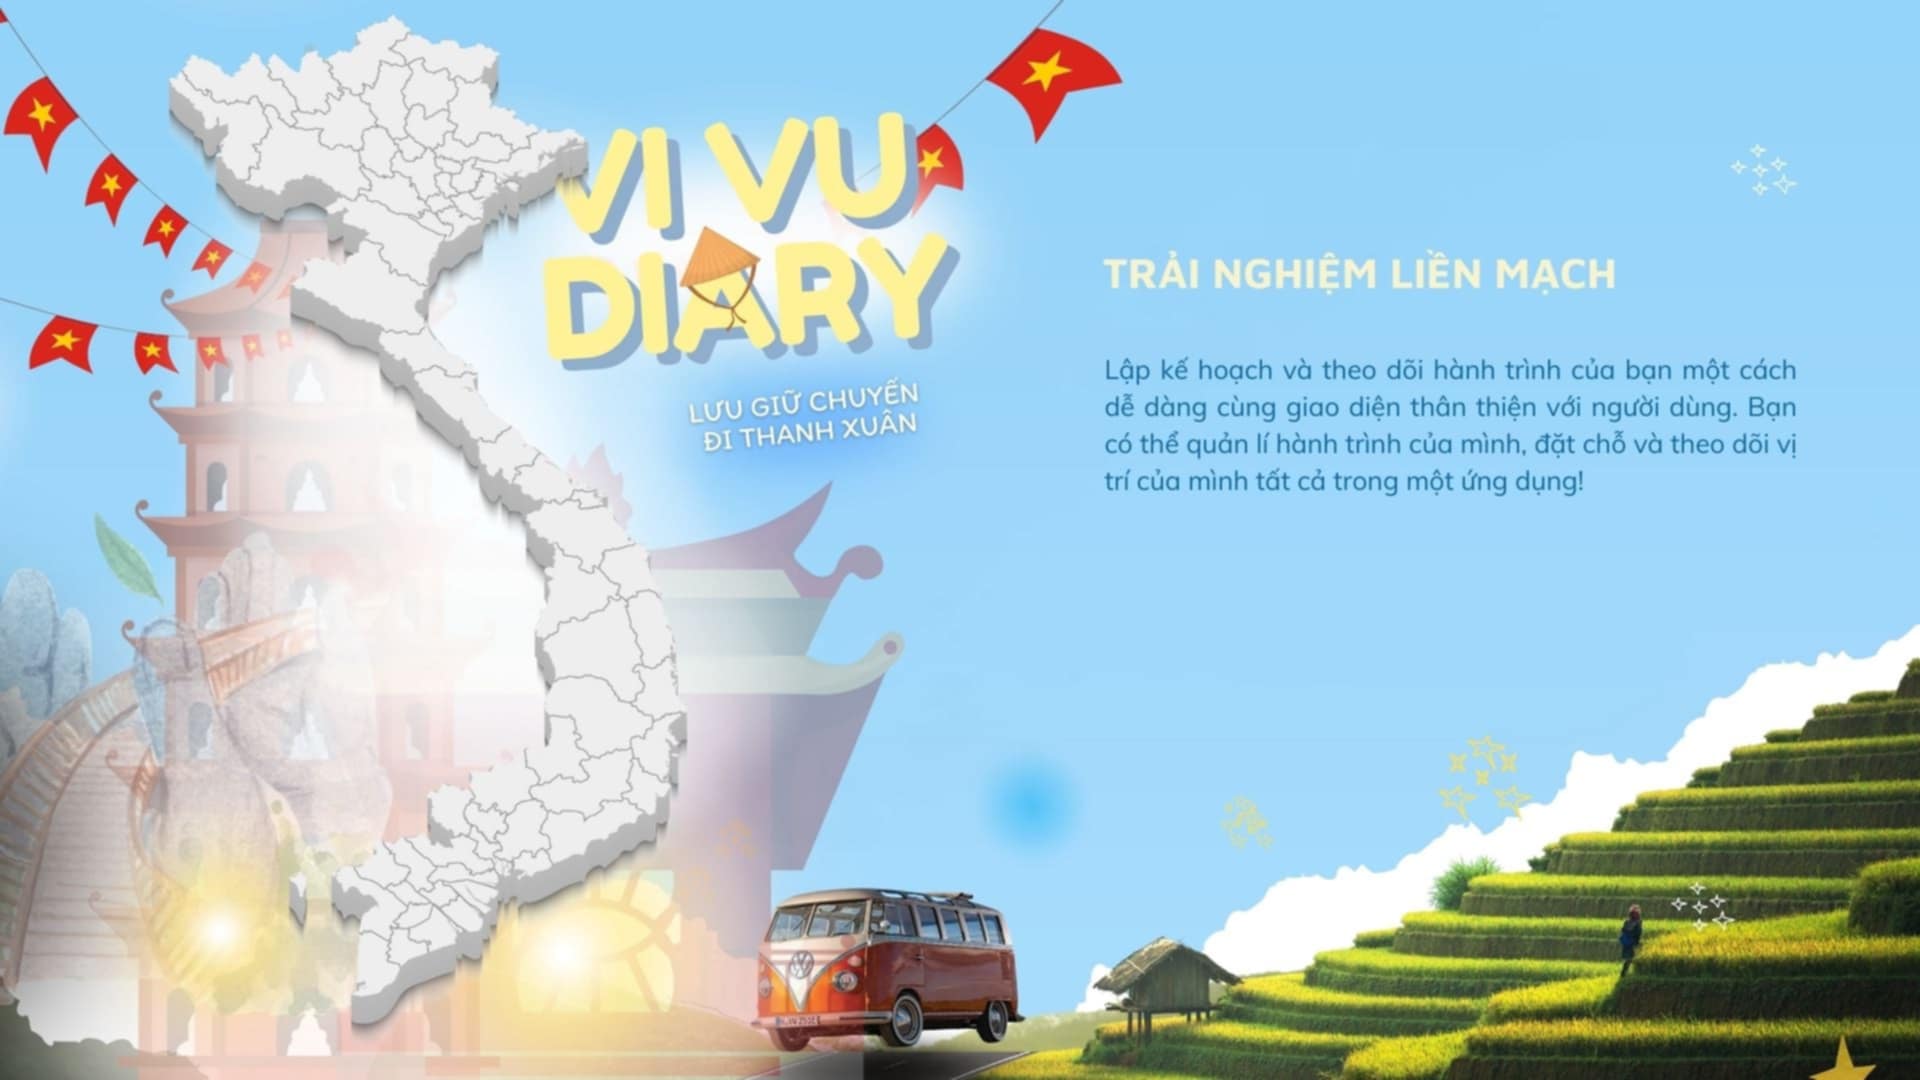 VI VU
DIARY
LƯU GIỮ CHUYẾN
ĐI THANH XUÂN
TRẢI NGHIỆM LIỀN MẠCH
Lập kế hoạch và theo dõi hành trình của bạn một cách
dễ dàng cùng giao diện thân thiện với người dùng. Bạn
có thể quản lí hành trình của mình, đặt chỗ và theo dõi vị
trí của mình tất cả trong một ứng dụng!